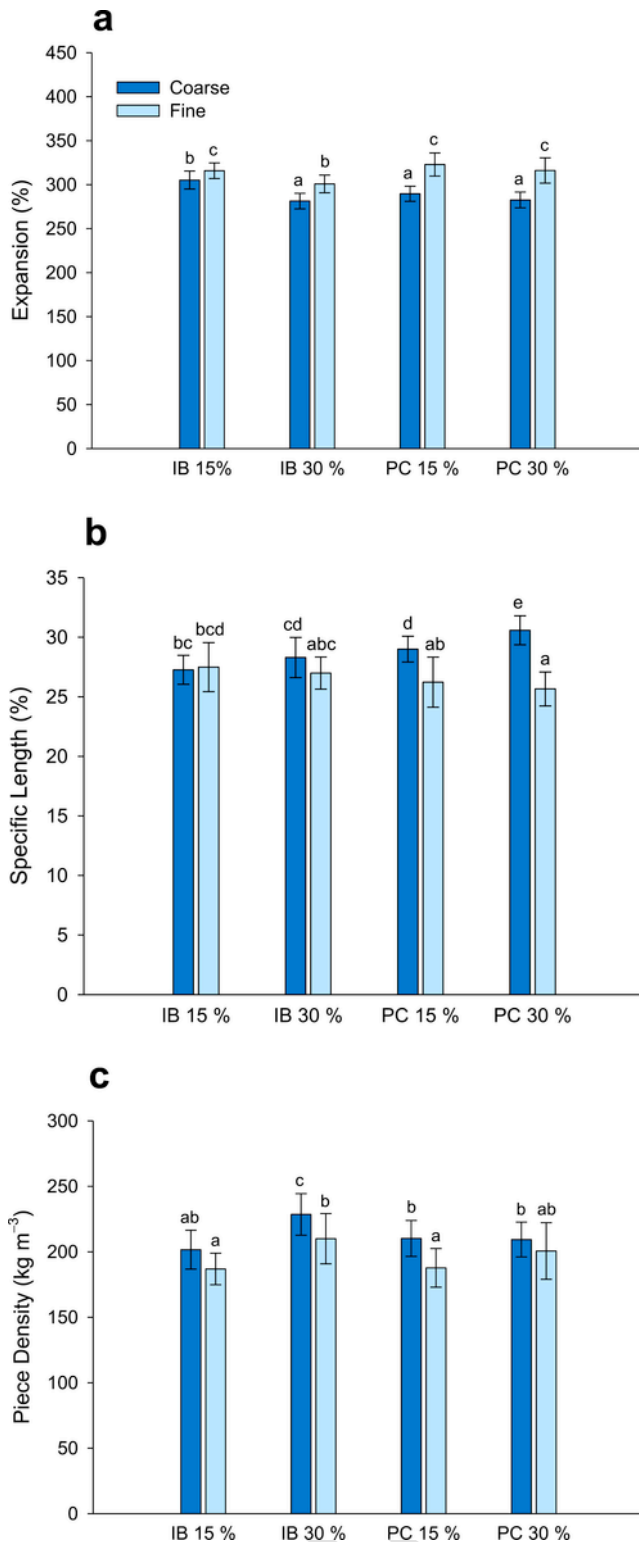 a
450
400
350
300
250
200
150
100
50
0
Expansion (%)
Coarse
Fine
b c a b a c a c
IB 15% IB 30 % PC 15 % PC 30 %
b
35
30
25
20
15
10
5
0
Specific Length (%)
bc bcd cd abc d ab e a
IB 15 % IB 30 % PC 15 % PC 30 %
c
300
250
200
150
100
50
0
Piece Density (kg m⁻³)
ab a c b b a b ab
IB 15 % IB 30 % PC 15 % PC 30 %